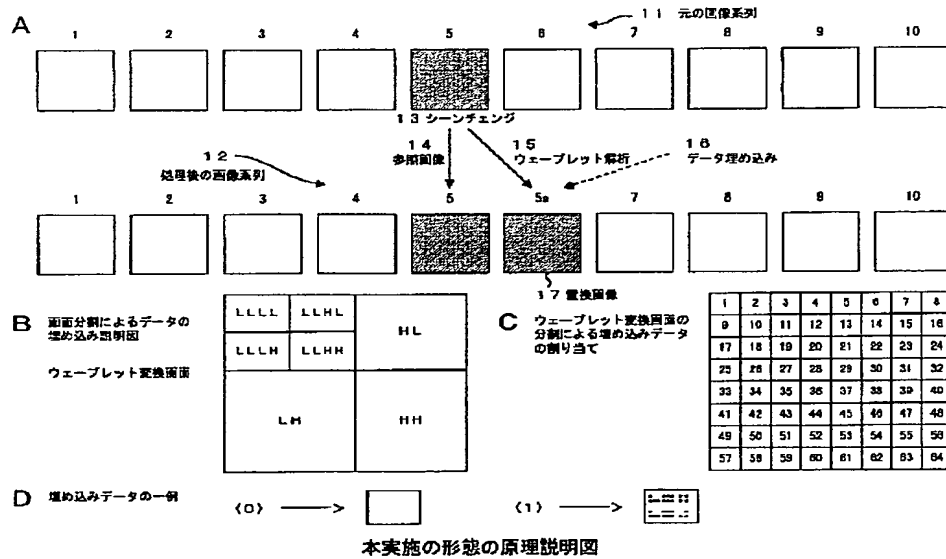 A
11 元の画像系列
1 2 3 4 5 6 7 8 9 10
13 シーンチェンジ
14
参照画像
15
ウェーブレット解析
16
データ埋め込み
12
処理後の画像系列
1 2 3 4 5 5a 7 8 9 10
17 置換画像
B 画面分割によるデータの
埋め込み説明図
ウェーブレット変換画面
LLLL LLHL
LLLH LLHH
HL
LH
HH
C ウェーブレット変換画面の
分割による埋め込みデータ
の割り当て
1 2 3 4 5 6 7 8
9 10 11 12 13 14 15 16
17 18 19 20 21 22 23 24
25 26 27 28 29 30 31 32
33 34 35 36 37 38 39 40
41 42 43 44 45 46 47 48
49 50 51 52 53 54 55 56
57 58 59 60 61 62 63 64
D 埋め込みデータの一例
〈0〉
〈1〉
本実施の形態の原理説明図